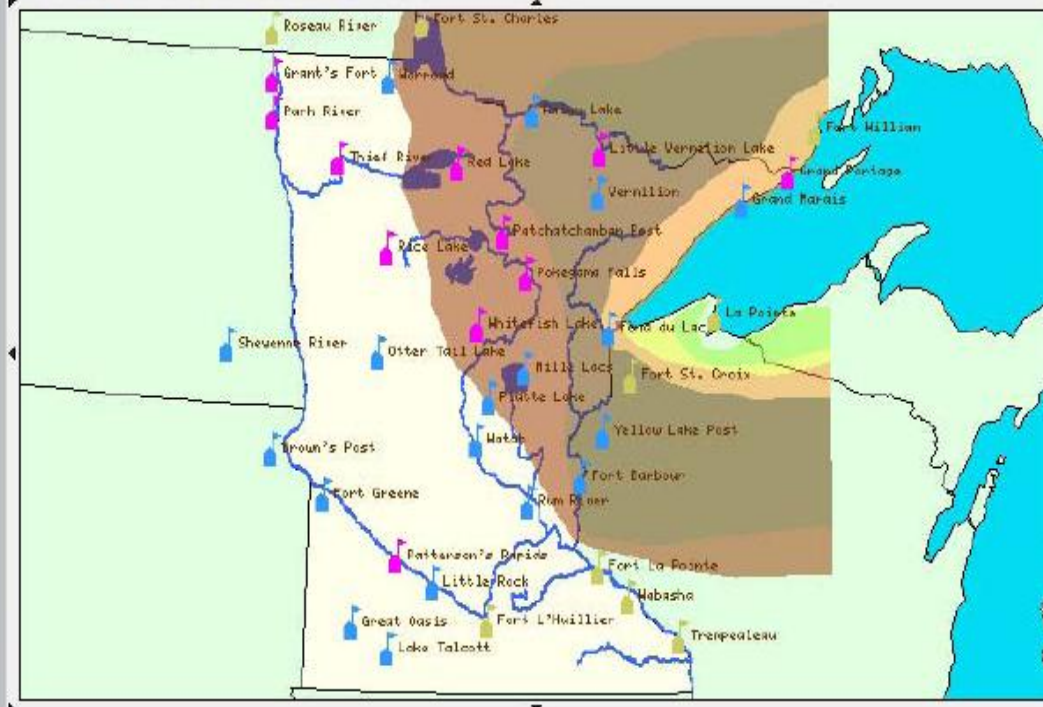 Roseau River
Fort St. Charles
Grant's Fort
Warroad
Park River
Fort William
Little Vermilion Lake
Thief River
Red Lake
Grand Portage
Vermilion
Grand Marais
Patchatchanban Post
Rice Lake
Pokegama Falls
La Pointe
Whitefish Lake
Fond du Lac
Sheyenne River
Otter Tail Lake
Mille Lacs
Fort St. Croix
Platte Lake
Yellow Lake Post
Watab
Brown's Post
Fort Barbour
Fort Greene
Rum River
Patterson's Rapids
Fort La Pointe
Little Rock
Wabasha
Great Oasis
Fort L'Huillier
Trempealeau
Lake Talcott